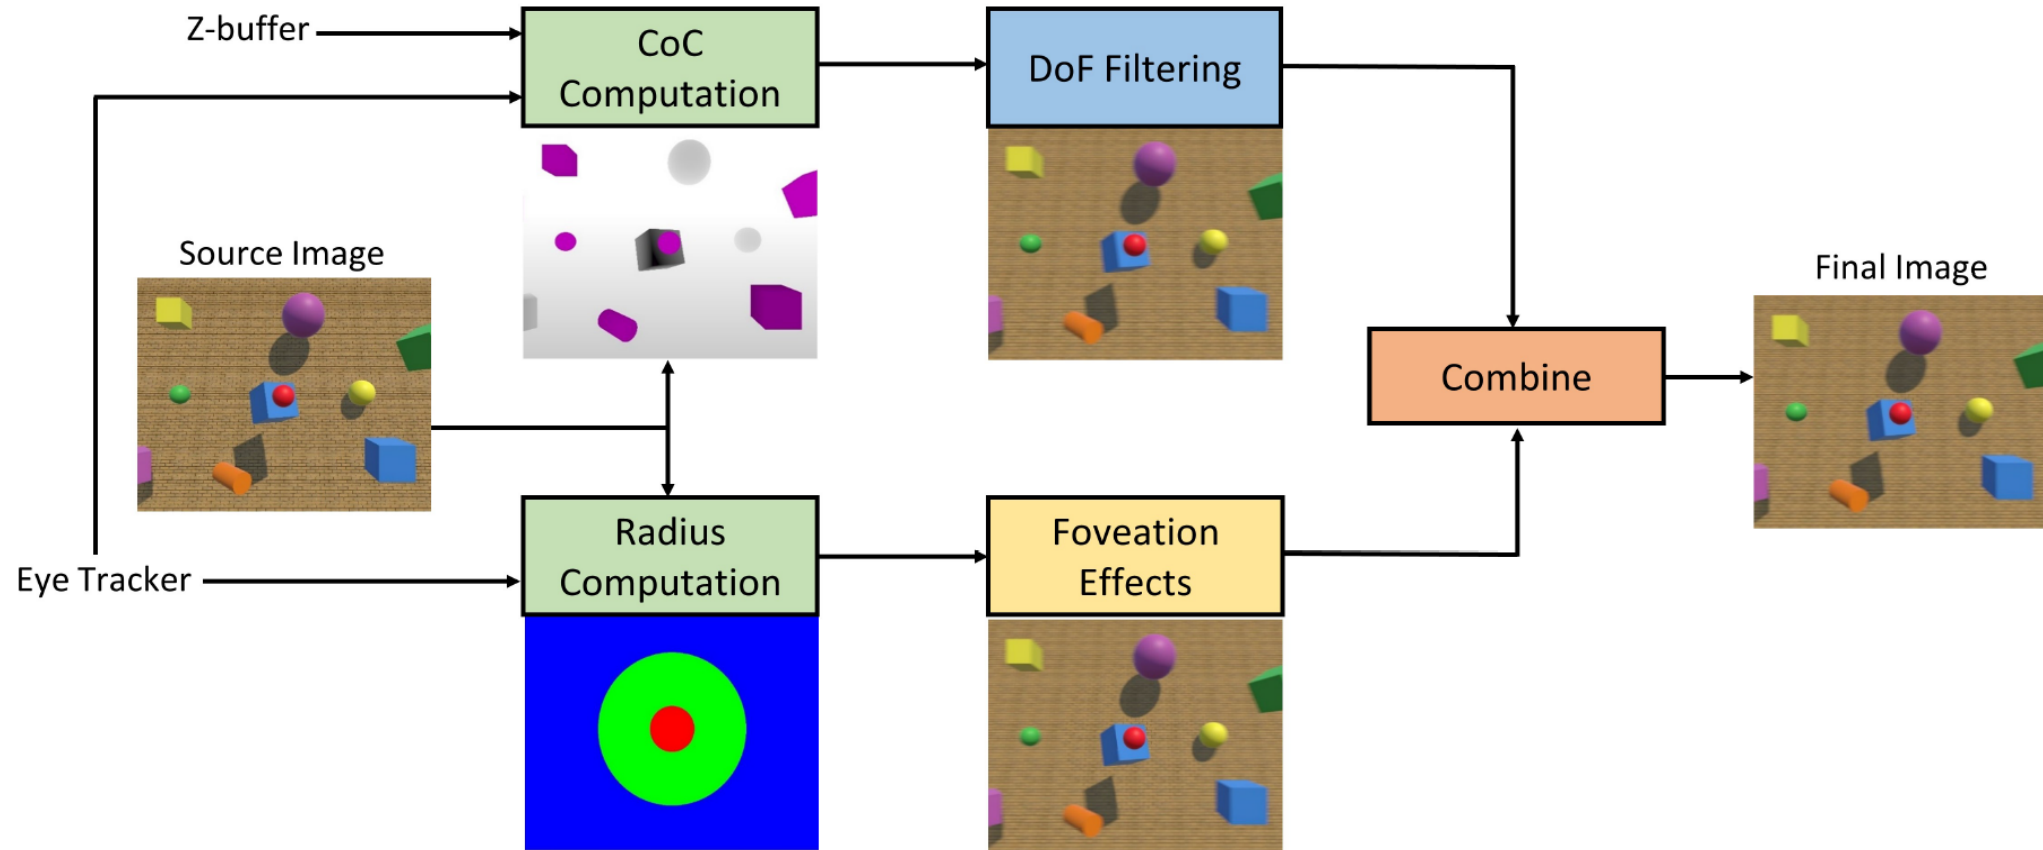 Z-buffer
CoC
Computation
DoF Filtering
Source Image
Final Image
Combine
Eye Tracker
Radius
Computation
Foveation
Effects